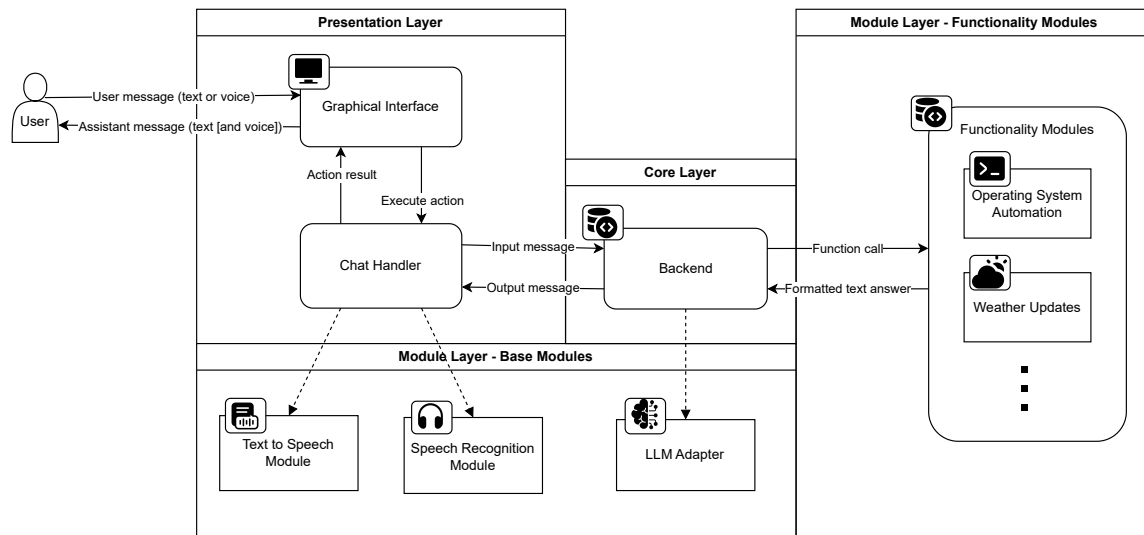 Presentation Layer
Module Layer - Functionality Modules
User message (text or voice)
Graphical Interface
User
Assistant message (text [and voice])
Functionality Modules
Action result
Core Layer
Execute action
Operating System
Automation
Input message
Function call
Chat Handler
Backend
Output message
Formatted text answer
Weather Updates
Module Layer - Base Modules
Text to Speech
Module
Speech Recognition
Module
LLM Adapter